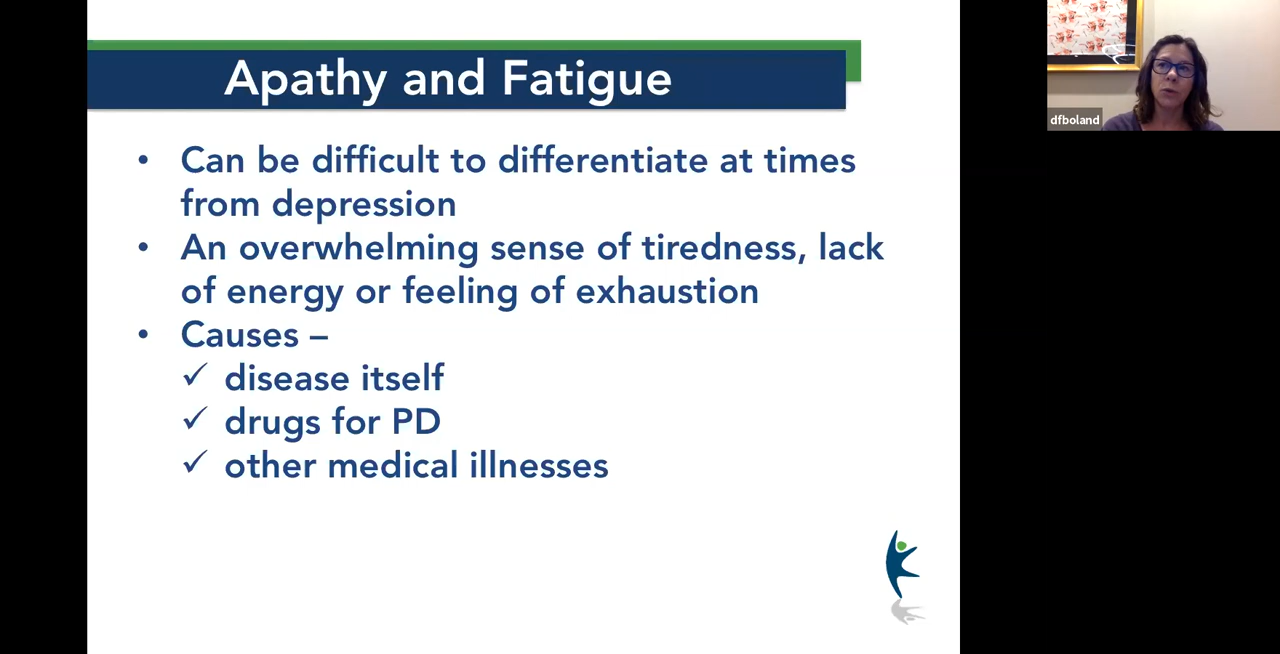 Apathy and Fatigue
• Can be difficult to differentiate at times
from depression
• An overwhelming sense of tiredness, lack
of energy or feeling of exhaustion
• Causes –
✓ disease itself
✓ drugs for PD
✓ other medical illnesses
dfboland